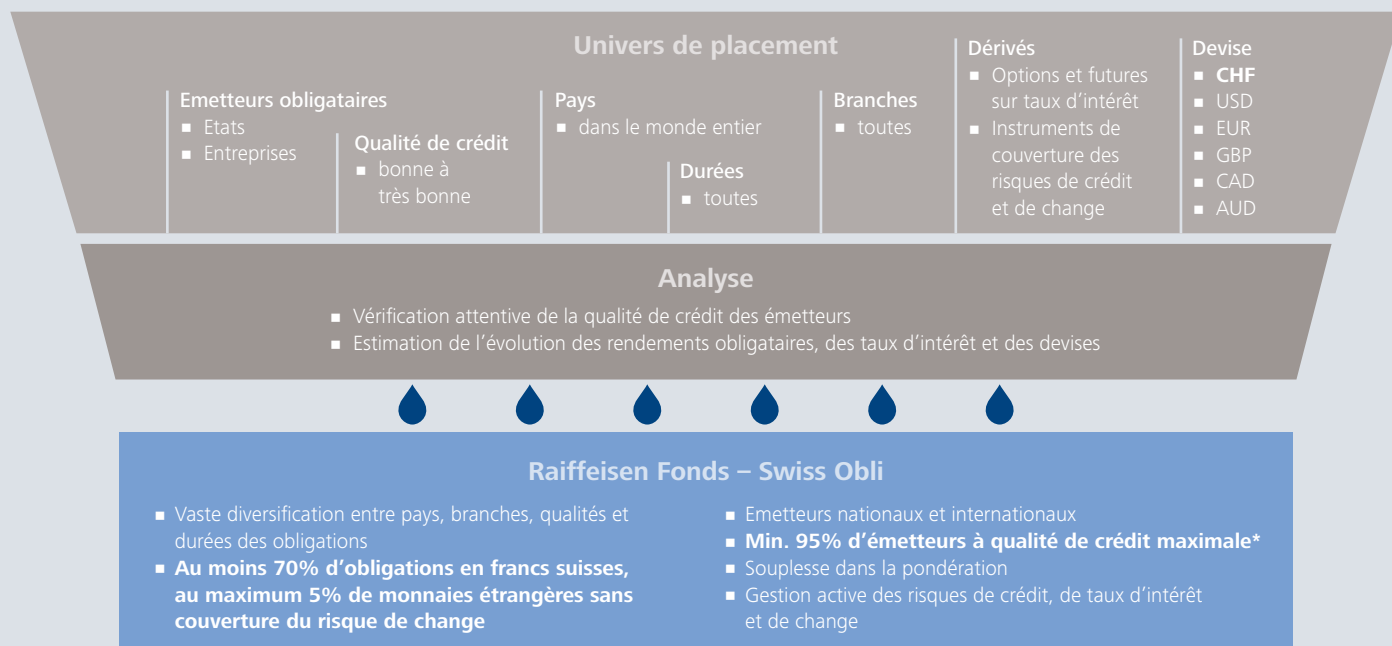 Univers de placement
Emetteurs obligataires
▪ Etats
▪ Entreprises
Qualité de crédit
▪ bonne à
très bonne
Pays
▪ dans le monde entier
Durées
▪ toutes
Branches
▪ toutes
Dérivés
▪ Options et futures
sur taux d’intérêt
▪ Instruments de
couverture des
risques de crédit
et de change
Devise
▪ CHF
▪ USD
▪ EUR
▪ GBP
▪ CAD
▪ AUD
Analyse
▪ Vérification attentive de la qualité de crédit des émetteurs
▪ Estimation de l’évolution des rendements obligataires, des taux d’intérêt et des devises
Raiffeisen Fonds – Swiss Obli
▪ Vaste diversification entre pays, branches, qualités et
durées des obligations
▪ Au moins 70% d’obligations en francs suisses,
au maximum 5% de monnaies étrangères sans
couverture du risque de change
▪ Emetteurs nationaux et internationaux
▪ Min. 95% d’émetteurs à qualité de crédit maximale*
▪ Souplesse dans la pondération
▪ Gestion active des risques de crédit, de taux d’intérêt
et de change